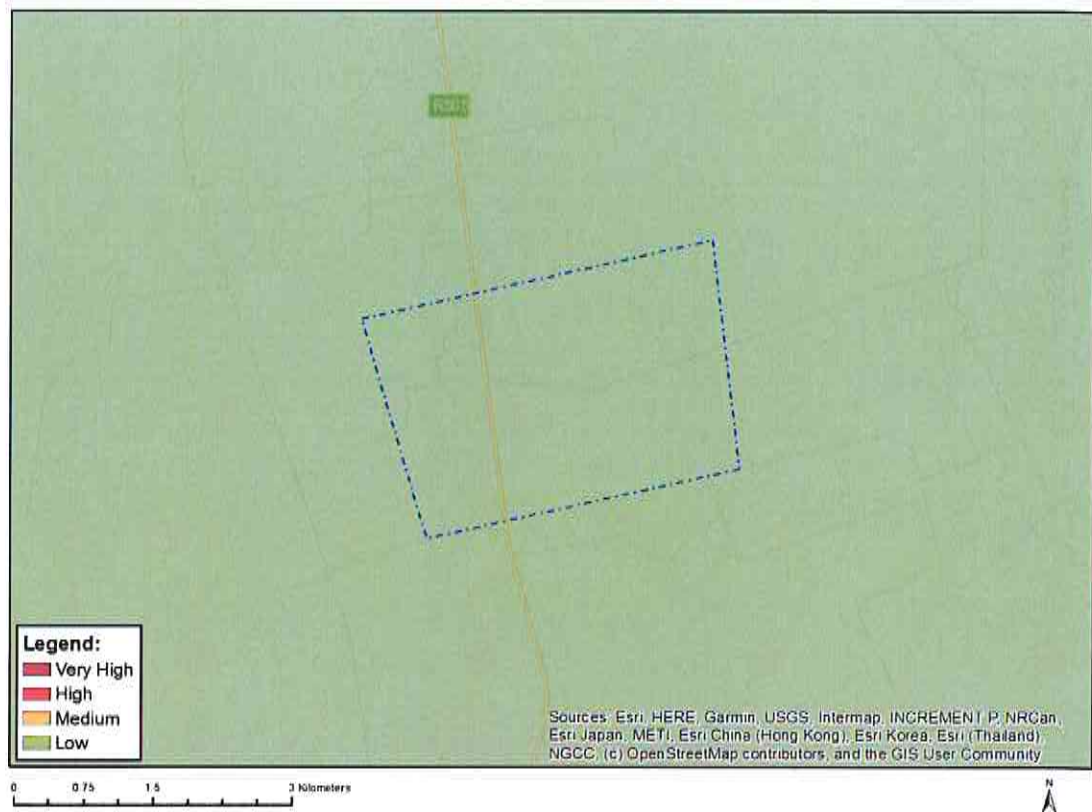 Legend:
Very High
High
Medium
Low
Sources: Esri, HERE, Garmin, USGS, Intermap, INCREMENT P, NRCan,
Esri Japan, METI, Esri China (Hong Kong), Esri Korea, Esri (Thailand),
NGCC, (c) OpenStreetMap contributors, and the GIS User Community
0 0.75 1.5 3 Kilometers
N